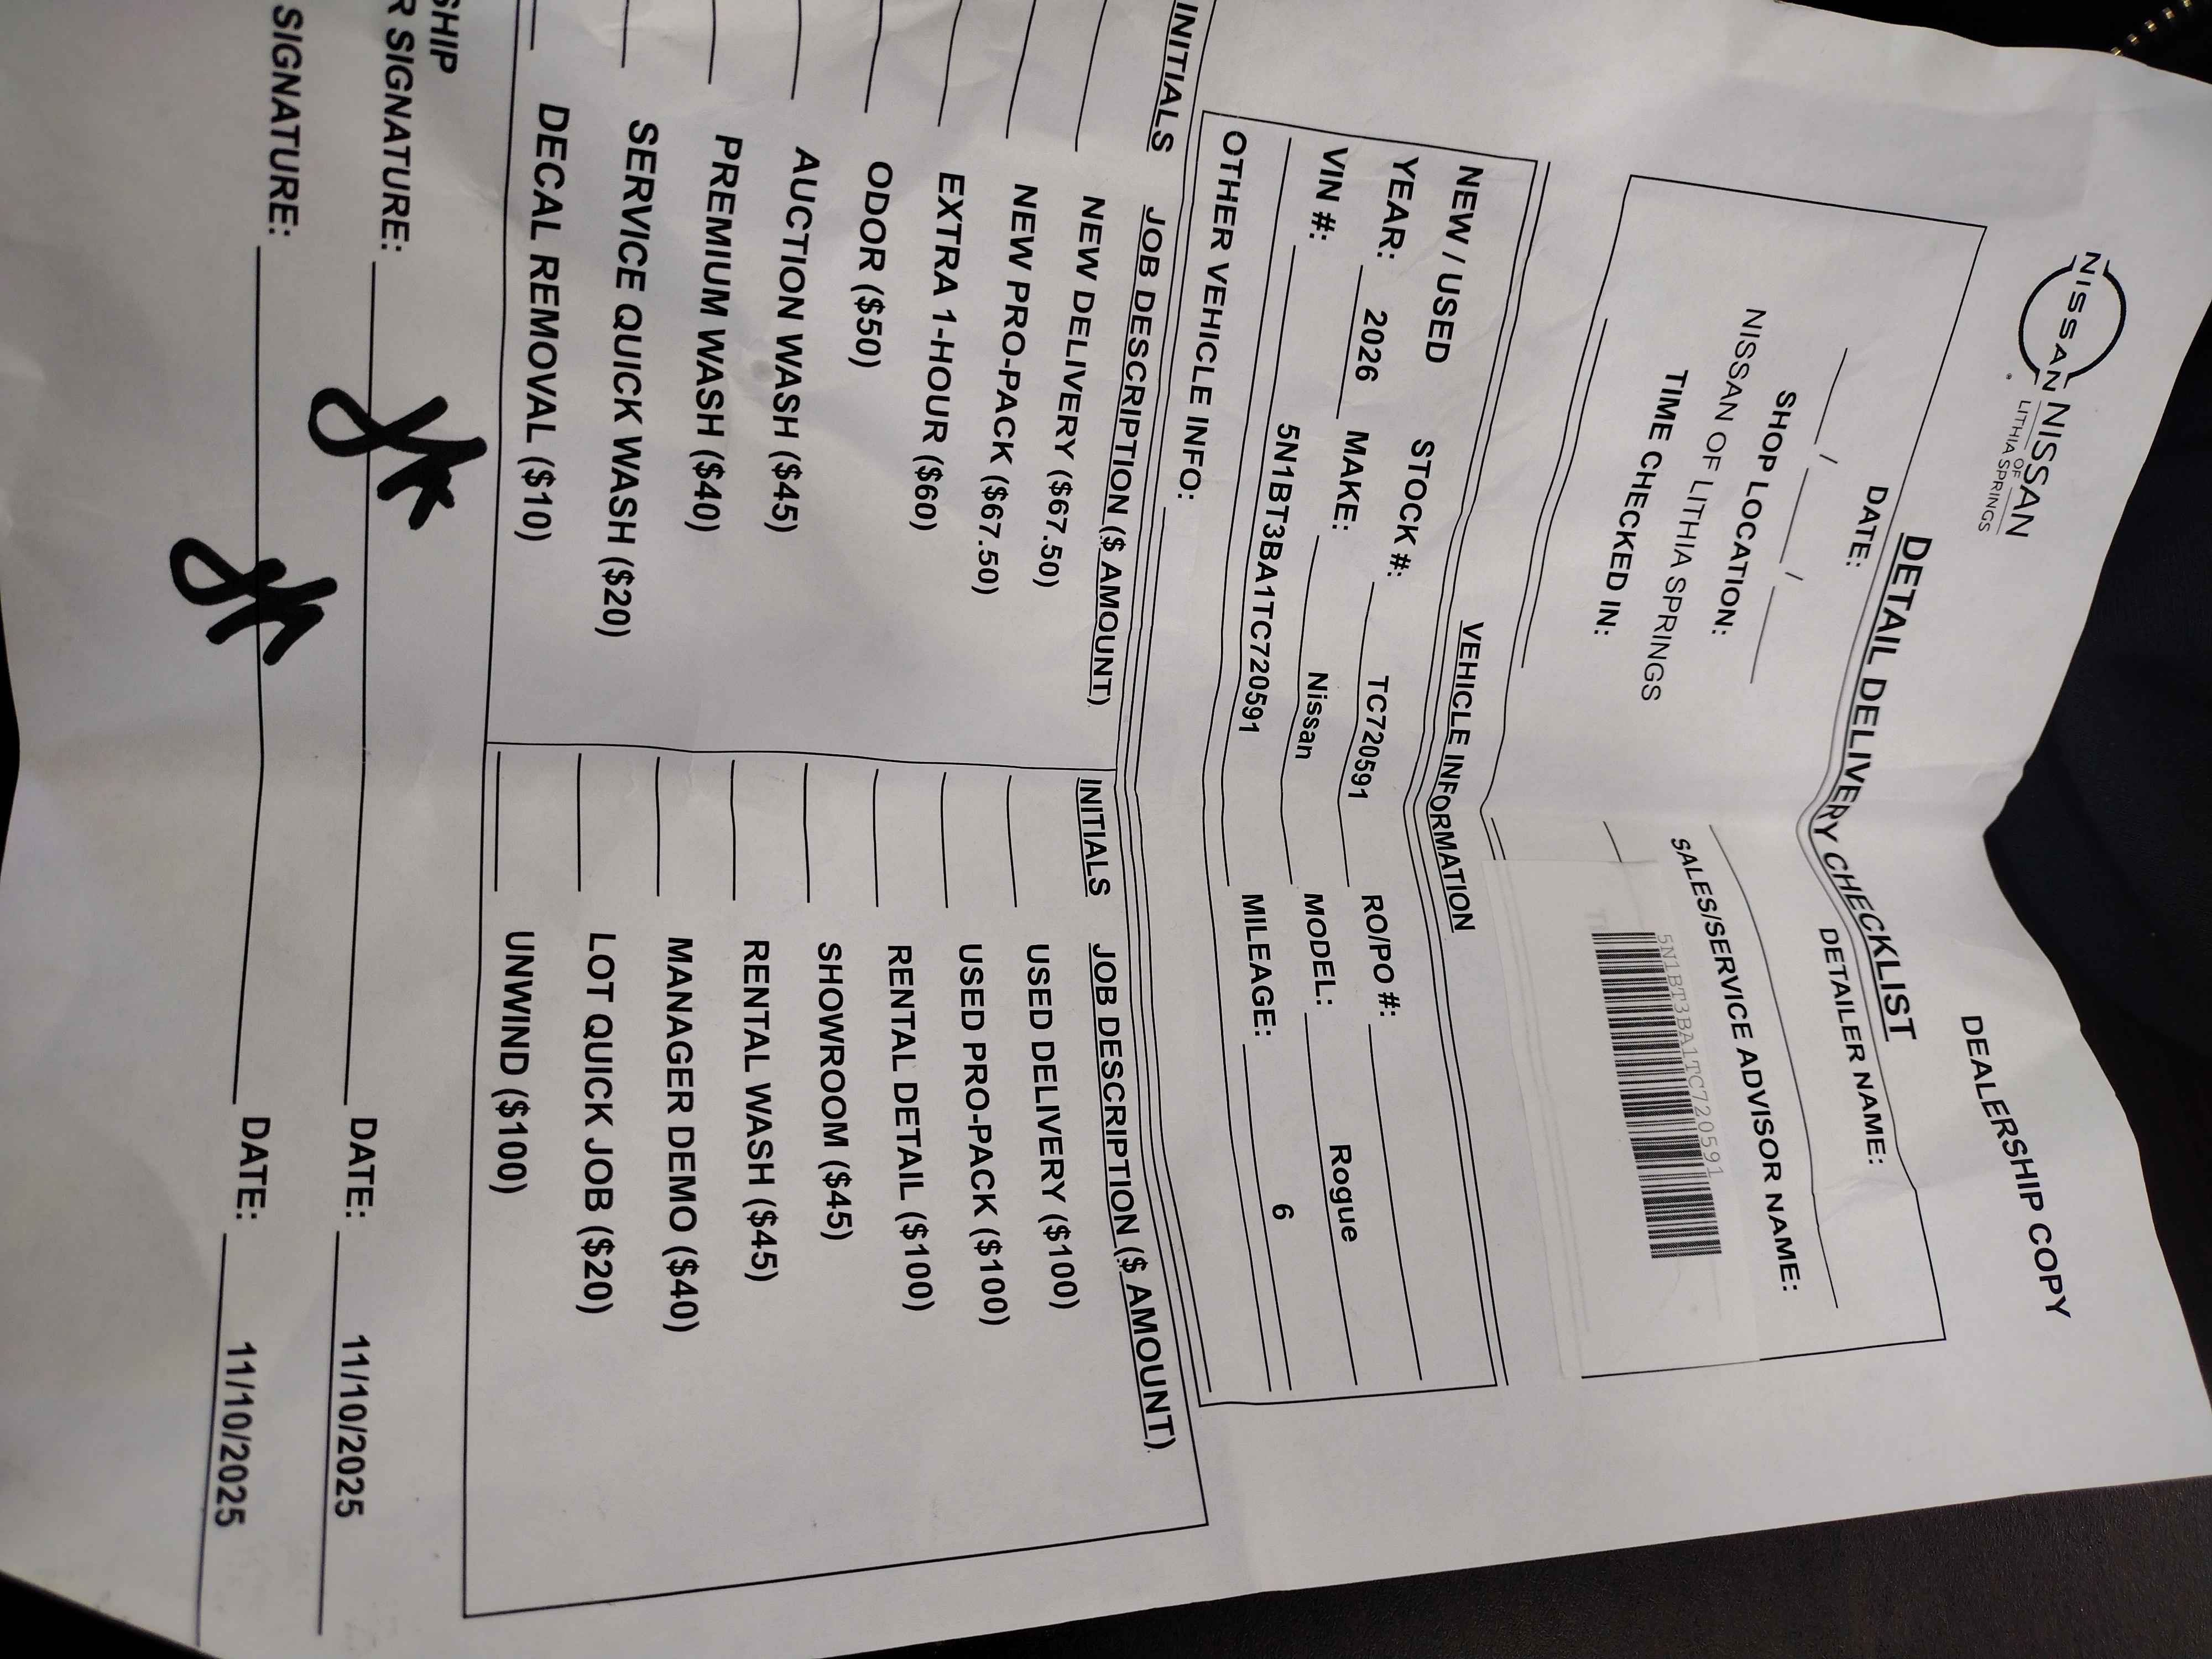 DEALERSHIP COPY
NISSAN NISSAN
OF
LITHIA SPRINGS
DETAIL DELIVERY CHECKLIST
DATE: DETAILER NAME:
____/____/____
SHOP LOCATION: SALES/SERVICE ADVISOR NAME:
NISSAN OF LITHIA SPRINGS
TIME CHECKED IN:
5N1BT3BA1TC720591
VEHICLE INFORMATION
NEW / USED STOCK #: TC720591 RO/PO #:
YEAR: 2026 MAKE: Nissan MODEL: Rogue
VIN #: 5N1BT3BA1TC720591 MILEAGE: 6
OTHER VEHICLE INFO:
INITIALS JOB DESCRIPTION ($ AMOUNT) INITIALS JOB DESCRIPTION ($ AMOUNT)
NEW DELIVERY ($67.50) USED DELIVERY ($100)
NEW PRO-PACK ($67.50) USED PRO-PACK ($100)
EXTRA 1-HOUR ($60) RENTAL DETAIL ($100)
ODOR ($50) SHOWROOM ($45)
AUCTION WASH ($45) RENTAL WASH ($45)
PREMIUM WASH ($40) MANAGER DEMO ($40)
SERVICE QUICK WASH ($20) LOT QUICK JOB ($20)
DECAL REMOVAL ($10) UNWIND ($100)
SHIP
R SIGNATURE: DATE: 11/10/2025
SIGNATURE: DATE: 11/10/2025